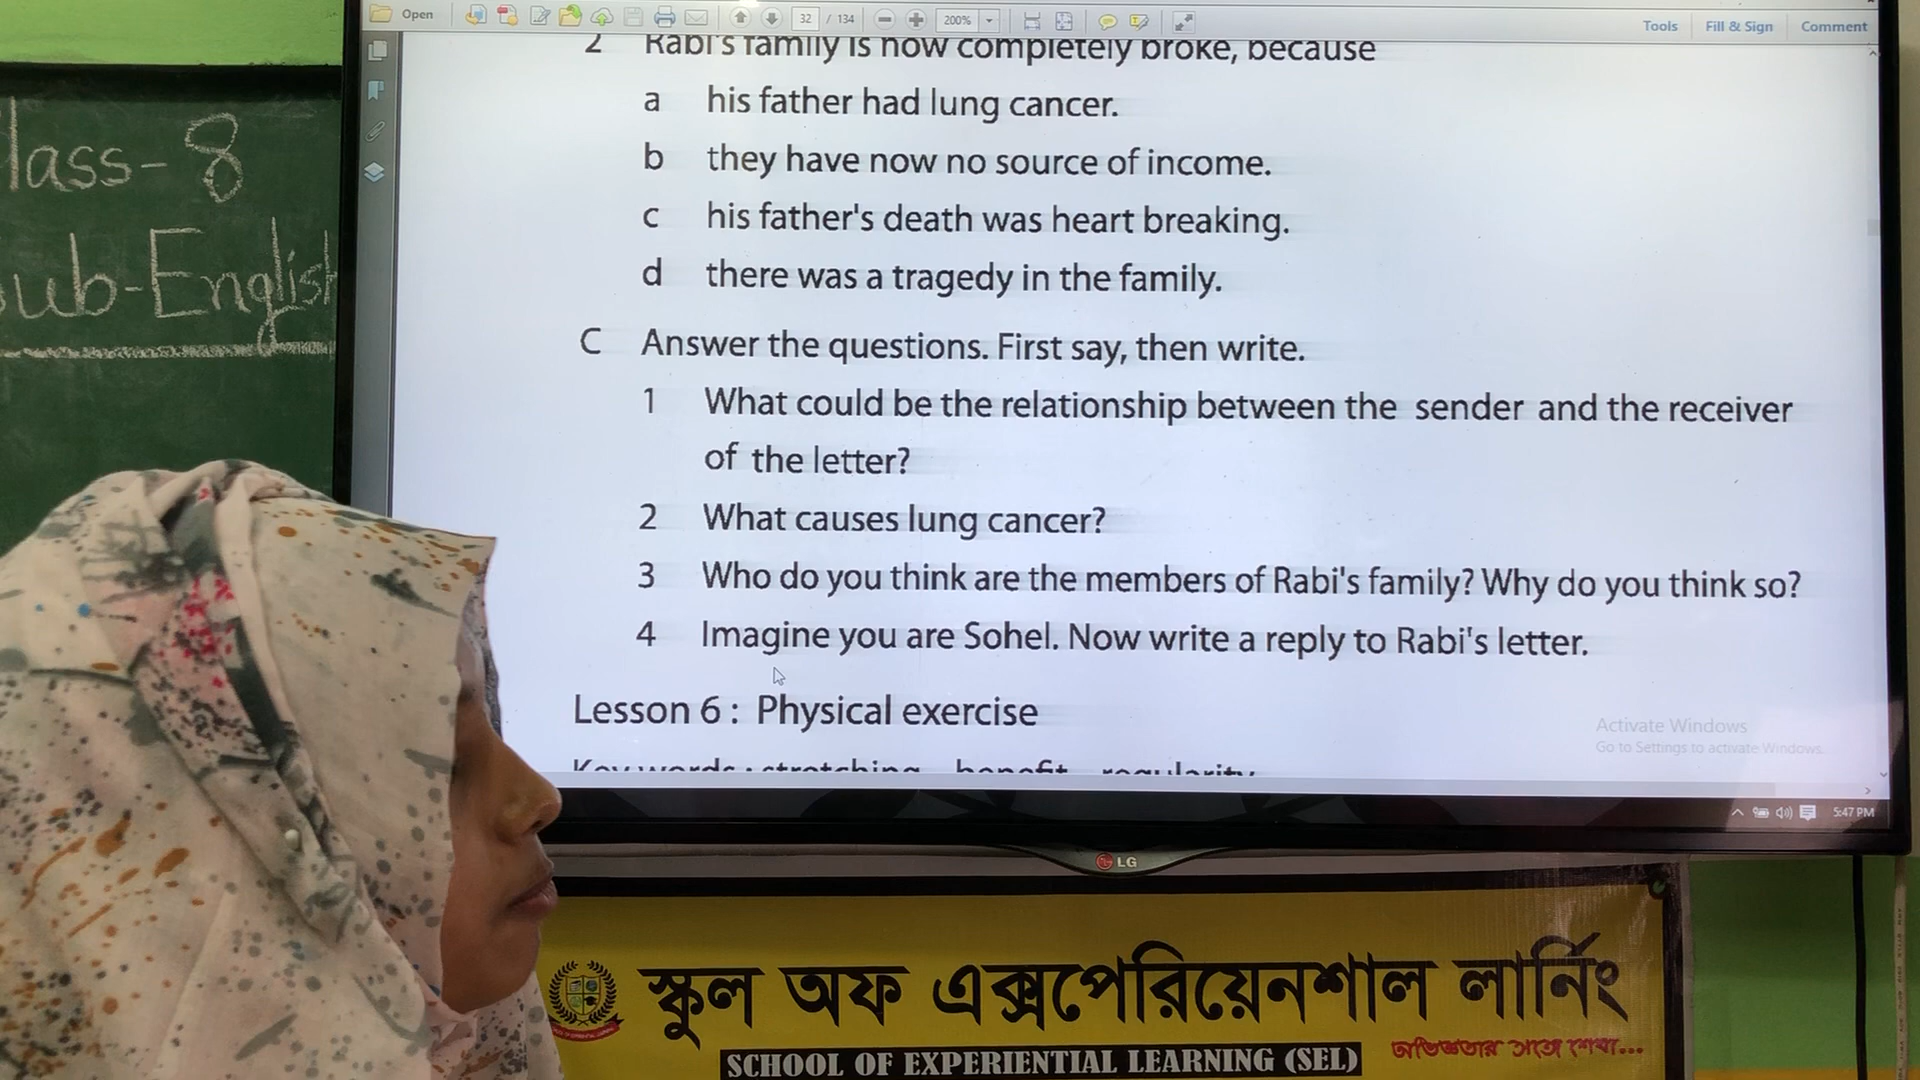 Open
32 / 134
200%
Tools
Fill & Sign
Comment
2 Rabi's family is now completely broke, because
a his father had lung cancer.
b they have now no source of income.
c his father's death was heart breaking.
d there was a tragedy in the family.
C Answer the questions. First say, then write.
1 What could be the relationship between the sender and the receiver
of the letter?
2 What causes lung cancer?
3 Who do you think are the members of Rabi's family? Why do you think so?
4 Imagine you are Sohel. Now write a reply to Rabi's letter.
Lesson 6 : Physical exercise
Key words : stretching benefit regularity
Activate Windows
Go to Settings to activate Windows.
5:47 PM
LG
lass-8
Sub-English
স্কুল অফ এক্সপেরিয়েনশাল লার্নিং
SCHOOL OF EXPERIENTIAL LEARNING (SEL)
অভিজ্ঞতার সাথে শেখা...